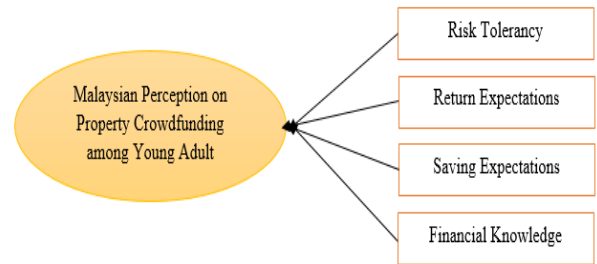 Malaysian Perception on
Property Crowdfunding
among Young Adult
Risk Tolerancy
Return Expectations
Saving Expectations
Financial Knowledge